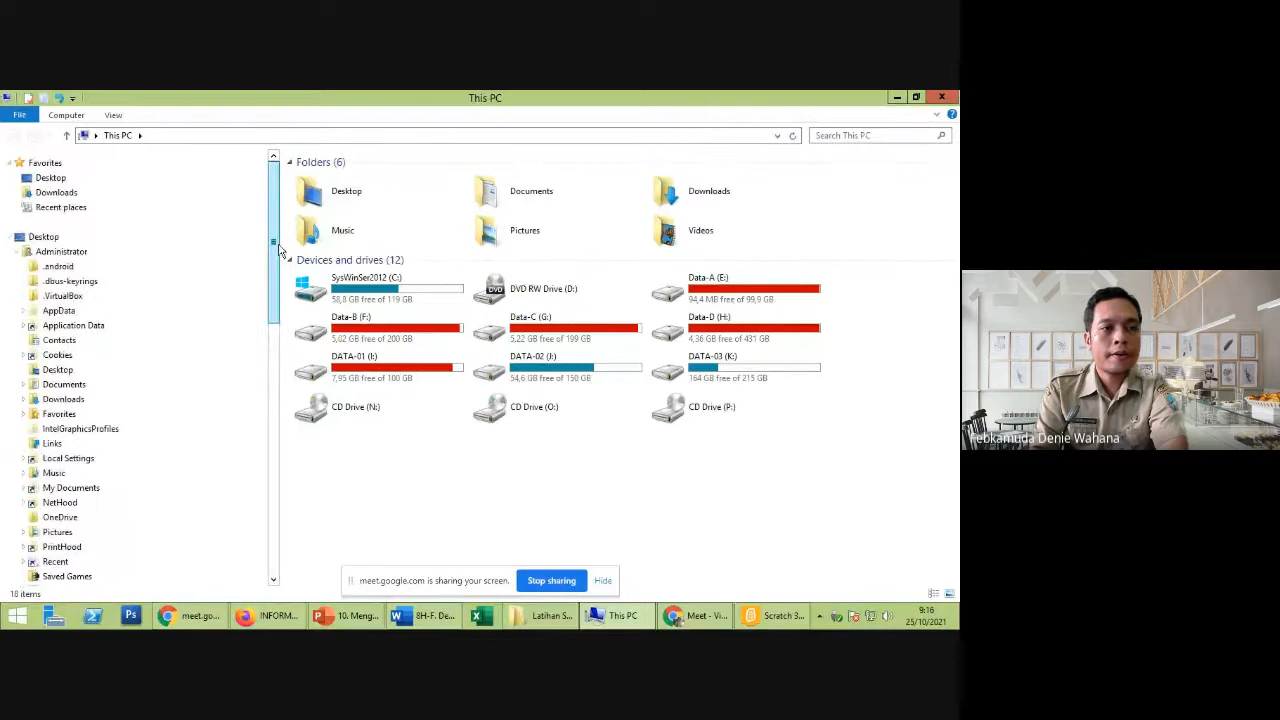 This PC
File
Computer
View
This PC
Search This PC
Favorites
Desktop
Downloads
Recent places
Desktop
Administrator
.android
.dbus-keyrings
.VirtualBox
AppData
Application Data
Contacts
Cookies
Desktop
Documents
Downloads
Favorites
IntelGraphicsProfiles
Links
Local Settings
Music
My Documents
NetHood
OneDrive
Pictures
PrintHood
Recent
Saved Games
Folders (6)
Desktop
Documents
Downloads
Music
Pictures
Videos
Devices and drives (12)
SysWinSer2012 (C:)
58,8 GB free of 119 GB
DVD RW Drive (D:)
Data-A (E:)
94,4 MB free of 99,9 GB
Data-B (F:)
5,02 GB free of 200 GB
Data-C (G:)
5,22 GB free of 199 GB
Data-D (H:)
4,36 GB free of 431 GB
DATA-01 (I:)
7,95 GB free of 100 GB
DATA-02 (J:)
54,6 GB free of 150 GB
DATA-03 (K:)
164 GB free of 215 GB
CD Drive (N:)
CD Drive (O:)
CD Drive (P:)
meet.google.com is sharing your screen.
Stop sharing
Hide
18 items
Ps
meet.go...
INFORM...
10. Meng...
8H-F. De...
Latihan S...
This PC
Meet - Vi...
Scratch 3...
9:16
25/10/2021
Febkamuda Denie Wahana